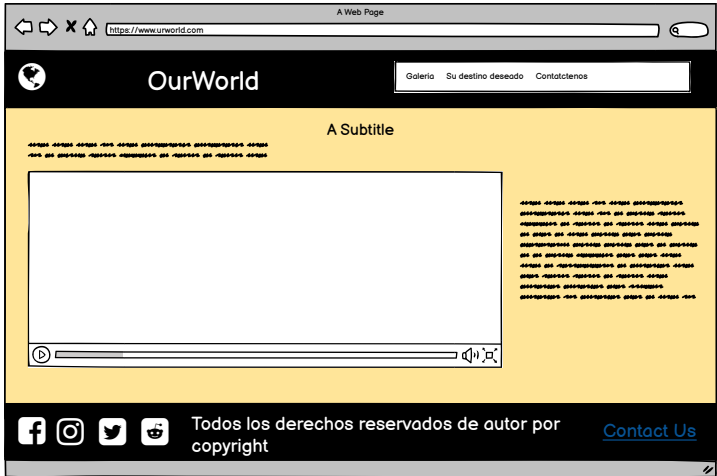 A Web Page
https://www.urworld.com
OurWorld
Galeria Su destino deseado Contatctenos
A Subtitle
Todos los derechos reservados de autor por
copyright
Contact Us